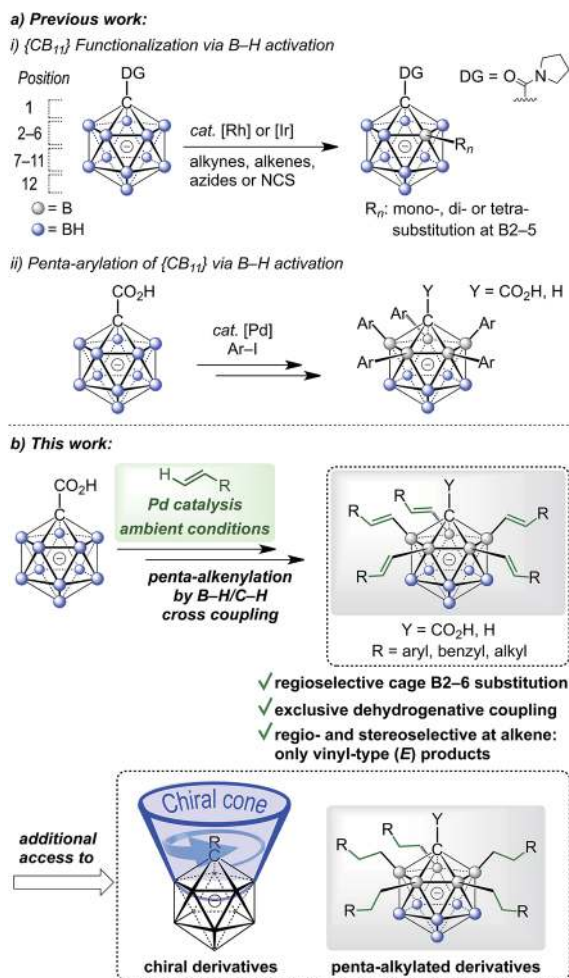 a) Previous work:
i) {CB11} Functionalization via B–H activation
Position
1
2–6
7–11
12
= B
= BH
DG
C
⊖
cat. [Rh] or [Ir]
alkynes, alkenes,
azides or NCS
DG
C
⊖
Rn
DG = O N
Rn: mono-, di- or tetra-
substitution at B2–5
ii) Penta-arylation of {CB11} via B–H activation
CO2H
C
⊖
cat. [Pd]
Ar–I
Y
Y = CO2H, H
Ar C
Ar Ar
Ar Ar
⊖
b) This work:
CO2H
C
⊖
H
R
Pd catalysis
ambient conditions
penta-alkenylation
by B–H/C–H
cross coupling
Y
R C
R R
R R
⊖
Y = CO2H, H
R = aryl, benzyl, alkyl
✓ regioselective cage B2–6 substitution
✓ exclusive dehydrogenative coupling
✓ regio- and stereoselective at alkene:
only vinyl-type (E) products
additional
access to
Chiral cone
R
C
chiral derivatives
Y
R C
R R
R R
⊖
penta-alkylated derivatives